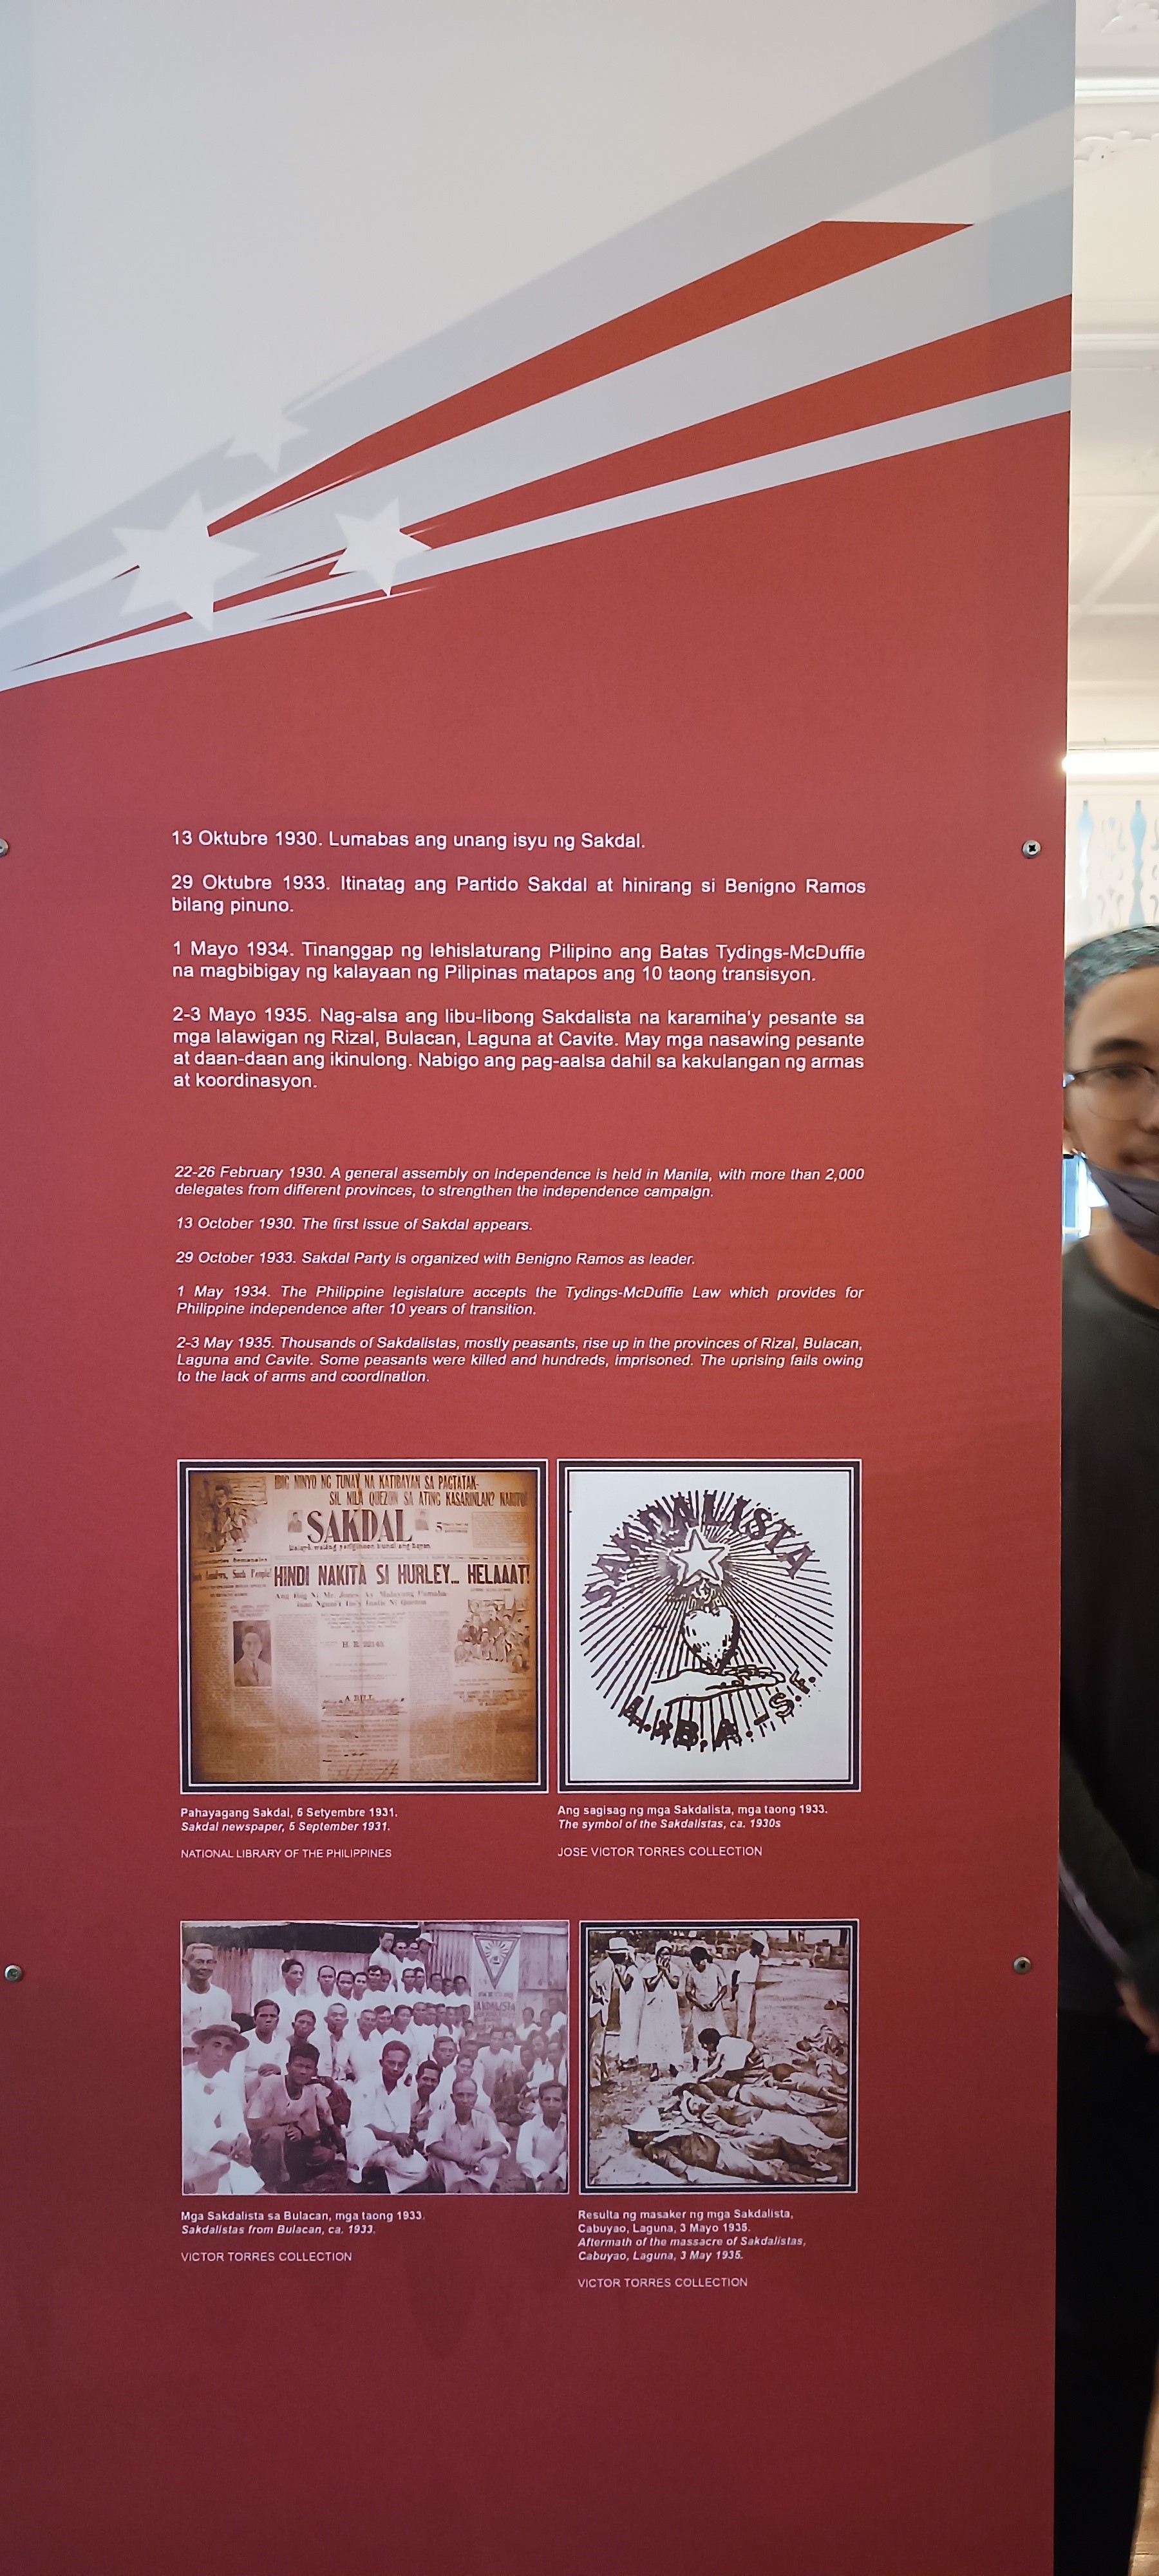 13 Oktubre 1930. Lumabas ang unang isyu ng Sakdal.
29 Oktubre 1933. Itinatag ang Partido Sakdal at hinirang si Benigno Ramos
bilang pinuno.
1 Mayo 1934. Tinanggap ng lehislaturang Pilipino ang Batas Tydings-McDuffie
na magbibigay ng kalayaan ng Pilipinas matapos ang 10 taong transisyon.
2-3 Mayo 1935. Nag-alsa ang libu-libong Sakdalista na karamiha'y pesante sa
mga lalawigan ng Rizal, Bulacan, Laguna at Cavite. May mga nasawing pesante
at daan-daan ang ikinulong. Nabigo ang pag-aalsa dahil sa kakulangan ng armas
at koordinasyon.
22-26 February 1930. A general assembly on independence is held in Manila, with more than 2,000
delegates from different provinces, to strengthen the independence campaign.
13 October 1930. The first issue of Sakdal appears.
29 October 1933. Sakdal Party is organized with Benigno Ramos as leader.
1 May 1934. The Philippine legislature accepts the Tydings-McDuffie Law which provides for
Philippine independence after 10 years of transition.
2-3 May 1935. Thousands of Sakdalistas, mostly peasants, rise up in the provinces of Rizal, Bulacan,
Laguna and Cavite. Some peasants were killed and hundreds, imprisoned. The uprising fails owing
to the lack of arms and coordination.
NINYO NG TUNAY NA KATIBAYAN SA PAGTATAK-
SIL NILA QUEZON SA ATING KASARINLAN?
SAKDAL
HINDI NAKITA SI HURLEY... HELAAAT!
A BILL
SAKDALISTA
L.B.A.-S.F.
Pahayagang Sakdal, 5 Setyembre 1931.
Sakdal newspaper, 5 September 1931.
NATIONAL LIBRARY OF THE PHILIPPINES
Ang sagisag ng mga Sakdalista, mga taong 1933.
The symbol of the Sakdalistas, ca. 1930s
JOSE VICTOR TORRES COLLECTION
Mga Sakdalista sa Bulacan, mga taong 1933.
Sakdalistas from Bulacan, ca. 1933.
VICTOR TORRES COLLECTION
Resulta ng masaker ng mga Sakdalista,
Cabuyao, Laguna, 3 Mayo 1935.
Aftermath of the massacre of Sakdalistas,
Cabuyao, Laguna, 3 May 1935.
VICTOR TORRES COLLECTION